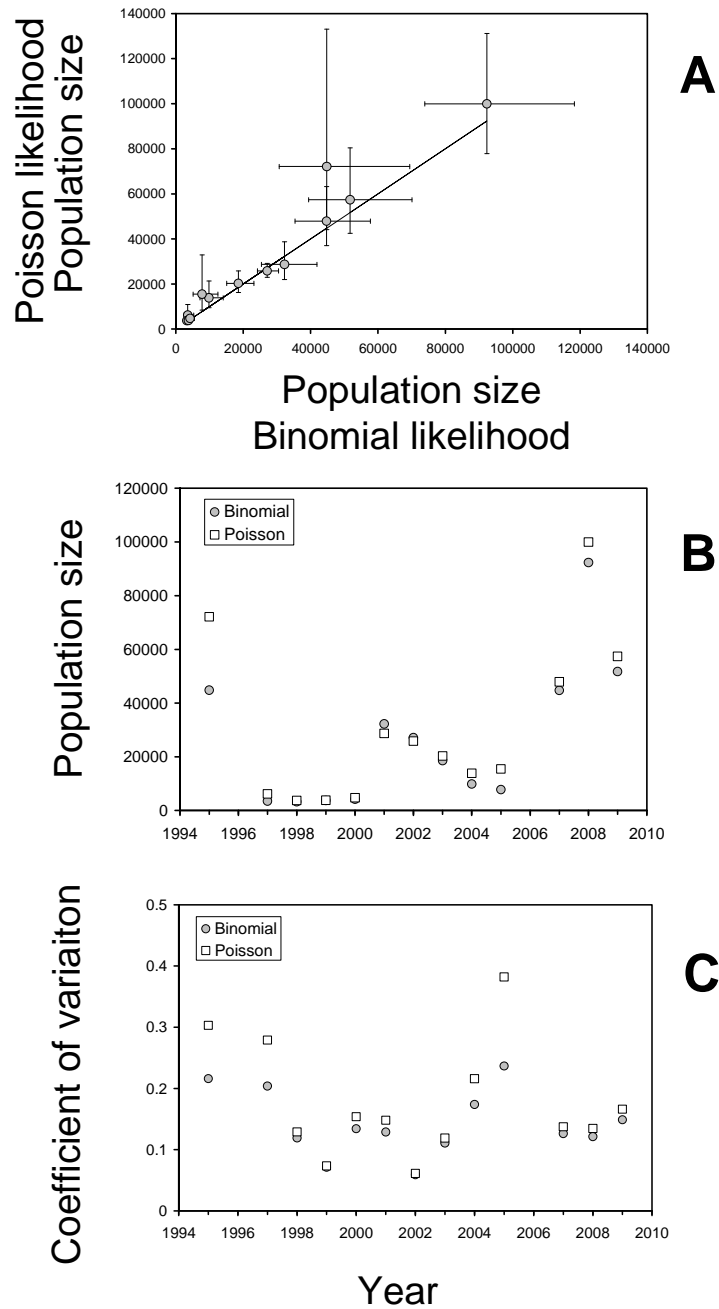 A
Poisson likelihood
Population size
140000
120000
100000
80000
60000
40000
20000
0
0 20000 40000 60000 80000 100000 120000 140000
Population size
Binomial likelihood
B
Population size
120000
100000
80000
60000
40000
20000
0
Binomial
Poisson
1994 1996 1998 2000 2002 2004 2006 2008 2010
C
Coefficient of variaiton
0.5
0.4
0.3
0.2
0.1
0
Binomial
Poisson
1994 1996 1998 2000 2002 2004 2006 2008 2010
Year